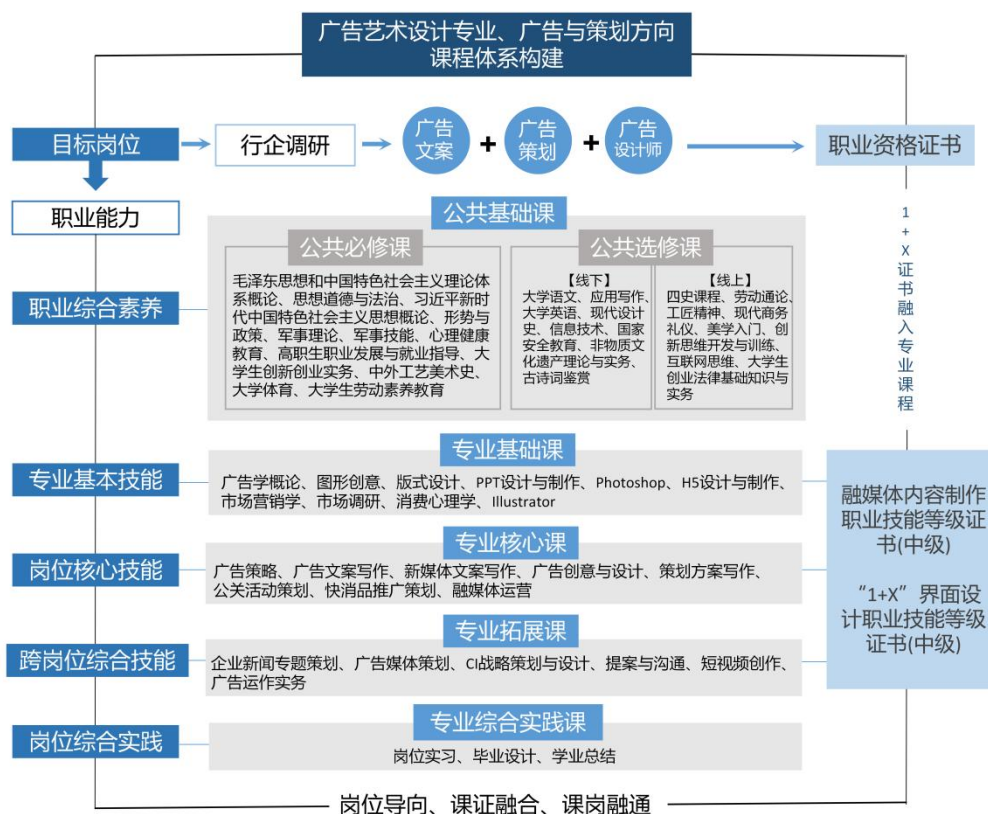 广告艺术设计专业、广告与策划方向
课程体系构建
目标岗位
行企调研
广告
文案
+
广告
策划
+
广告
设计师
职业资格证书
职业能力
1+X证书融入专业课程
公共基础课
职业综合素养
公共必修课
毛泽东思想和中国特色社会主义理论体
系概论、思想道德与法治、习近平新时
代中国特色社会主义思想概论、形势与
政策、军事理论、军事技能、心理健康
教育、高职生职业发展与就业指导、大
学生创新创业实务、中外工艺美术史、
大学体育、大学生劳动素养教育
公共选修课
【线下】
大学语文、应用写作、
大学英语、现代设计
史、信息技术、国家
安全教育、非物质文
化遗产理论与实务、
古诗词鉴赏
【线上】
四史课程、劳动通论、
工匠精神、现代商务
礼仪、美学入门、创
新思维开发与训练、
互联网思维、大学生
创业法律基础知识与
实务
专业基本技能
专业基础课
广告学概论、图形创意、版式设计、PPT设计与制作、Photoshop、H5设计与制作、
市场营销学、市场调研、消费心理学、Illustrator
岗位核心技能
专业核心课
广告策略、广告文案写作、新媒体文案写作、广告创意与设计、策划方案写作、
公关活动策划、快消品推广策划、融媒体运营
跨岗位综合技能
专业拓展课
企业新闻专题策划、广告媒体策划、CI战略策划与设计、提案与沟通、短视频创作、
广告运作实务
岗位综合实践
专业综合实践课
岗位实习、毕业设计、学业总结
融媒体内容制作
职业技能等级证
书(中级)
“1+X”界面设
计职业技能等级
证书(中级)
岗位导向、课证融合、课岗融通